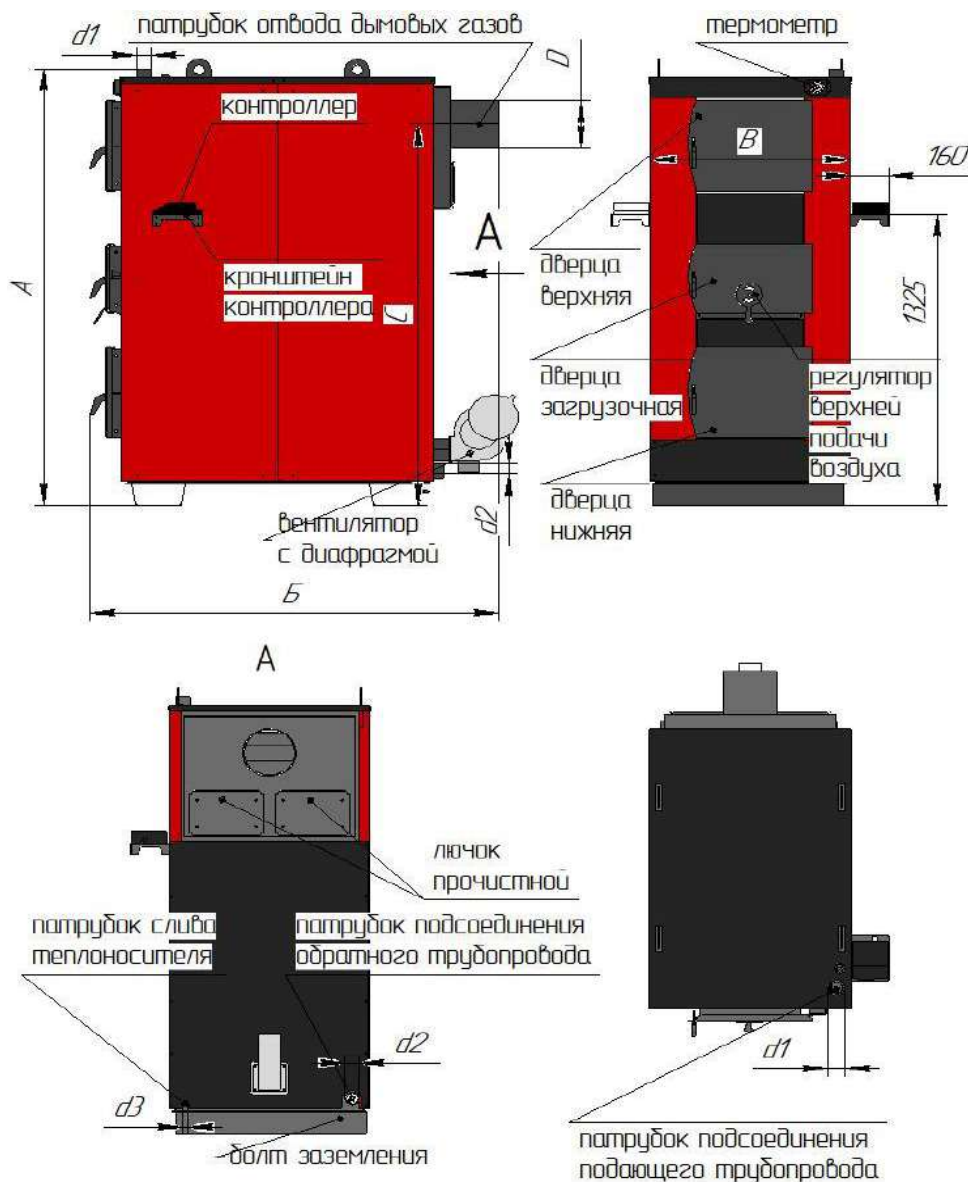 d1
патрубок отвода дымовых газов
D
термометр
контроллер
B
160
A
A
кронштейн
контроллера
C
дверца
верхняя
1325
дверца
загрузочная
регулятор
верхней
подачи
воздуха
вентилятор
с диафрагмой
d2
дверца
нижняя
Б
A
лючок
прочистной
патрубок слива
теплоносителя
патрубок подсоединения
обратного трубопровода
d2
d1
d3
болт заземления
патрубок подсоединения
подающего трубопровода